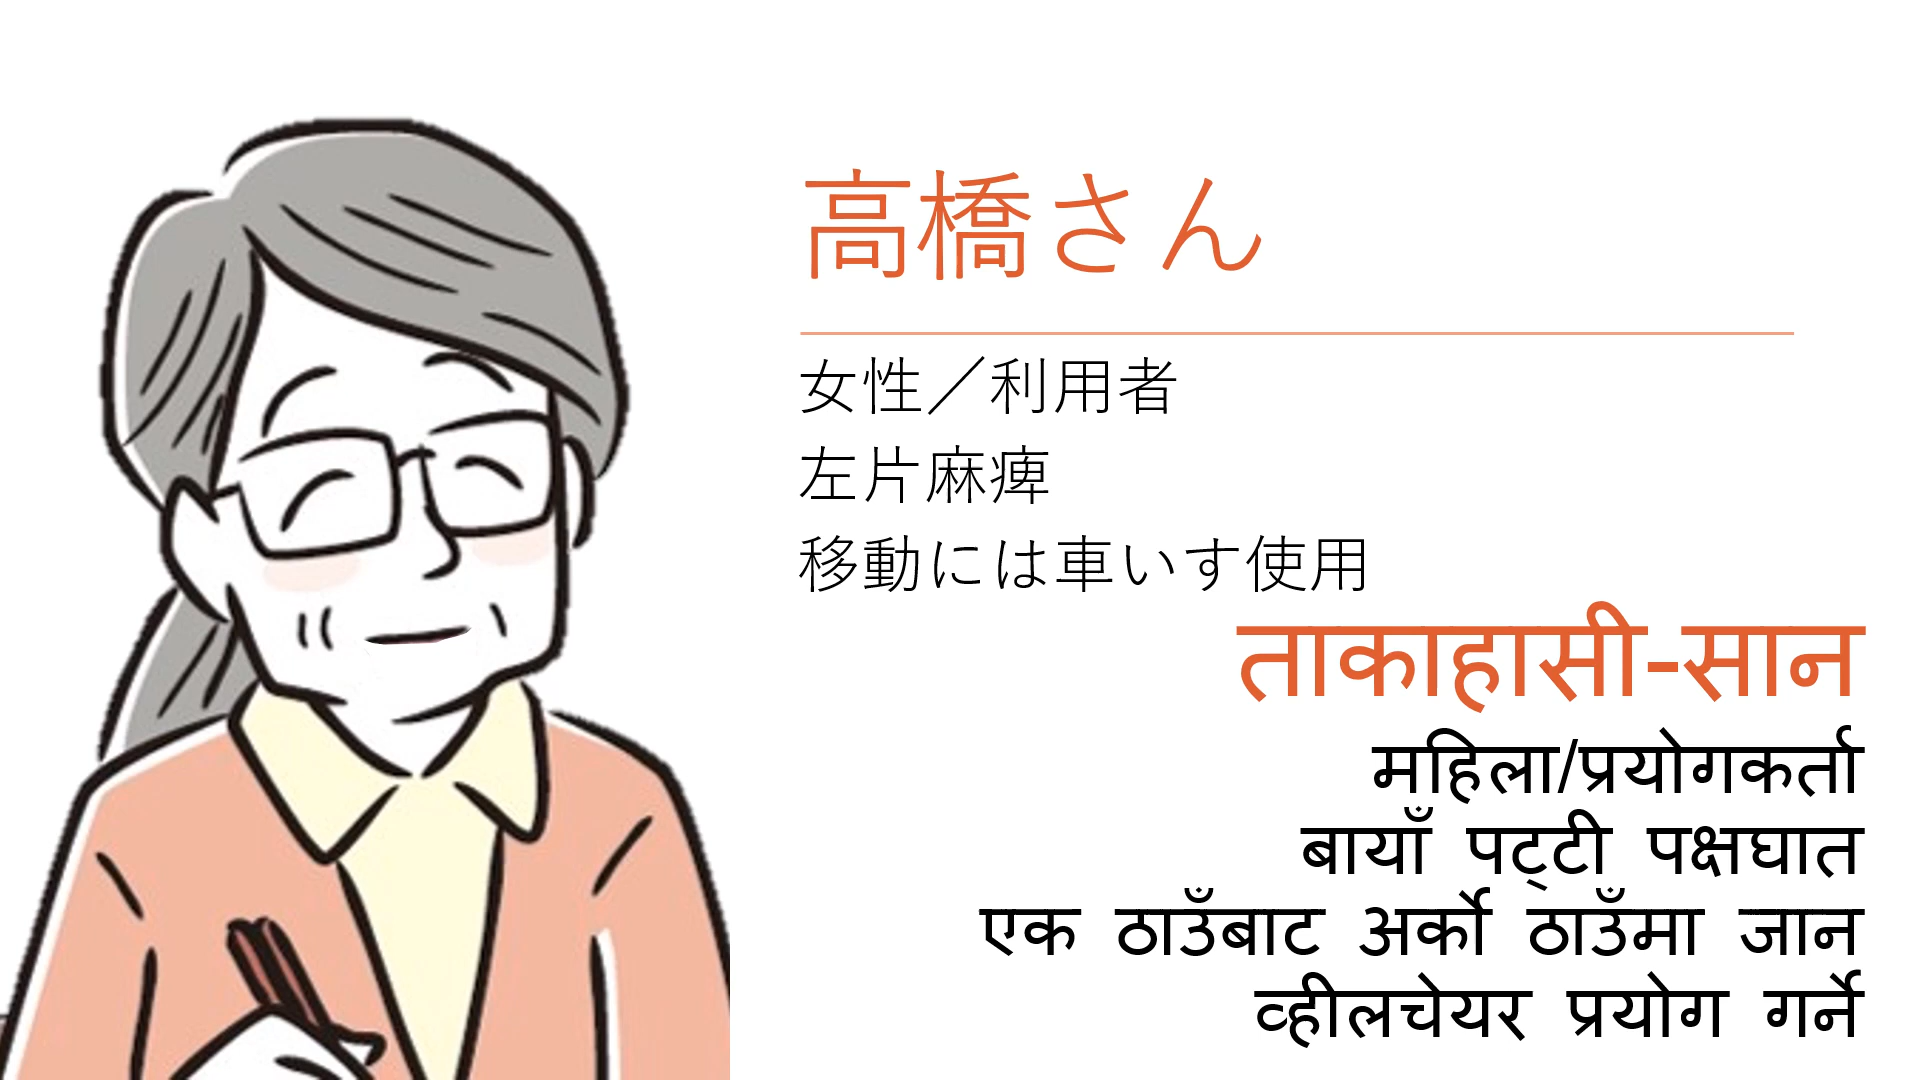 高橋さん
女性／利用者
左片麻痺
移動には車いす使用
ताकाहासी-सान
महिला/प्रयोगकर्ता
बायाँ पट्टी पक्षघात
एक ठाउँबाट अर्को ठाउँमा जान
व्हीलचेयर प्रयोग गर्ने